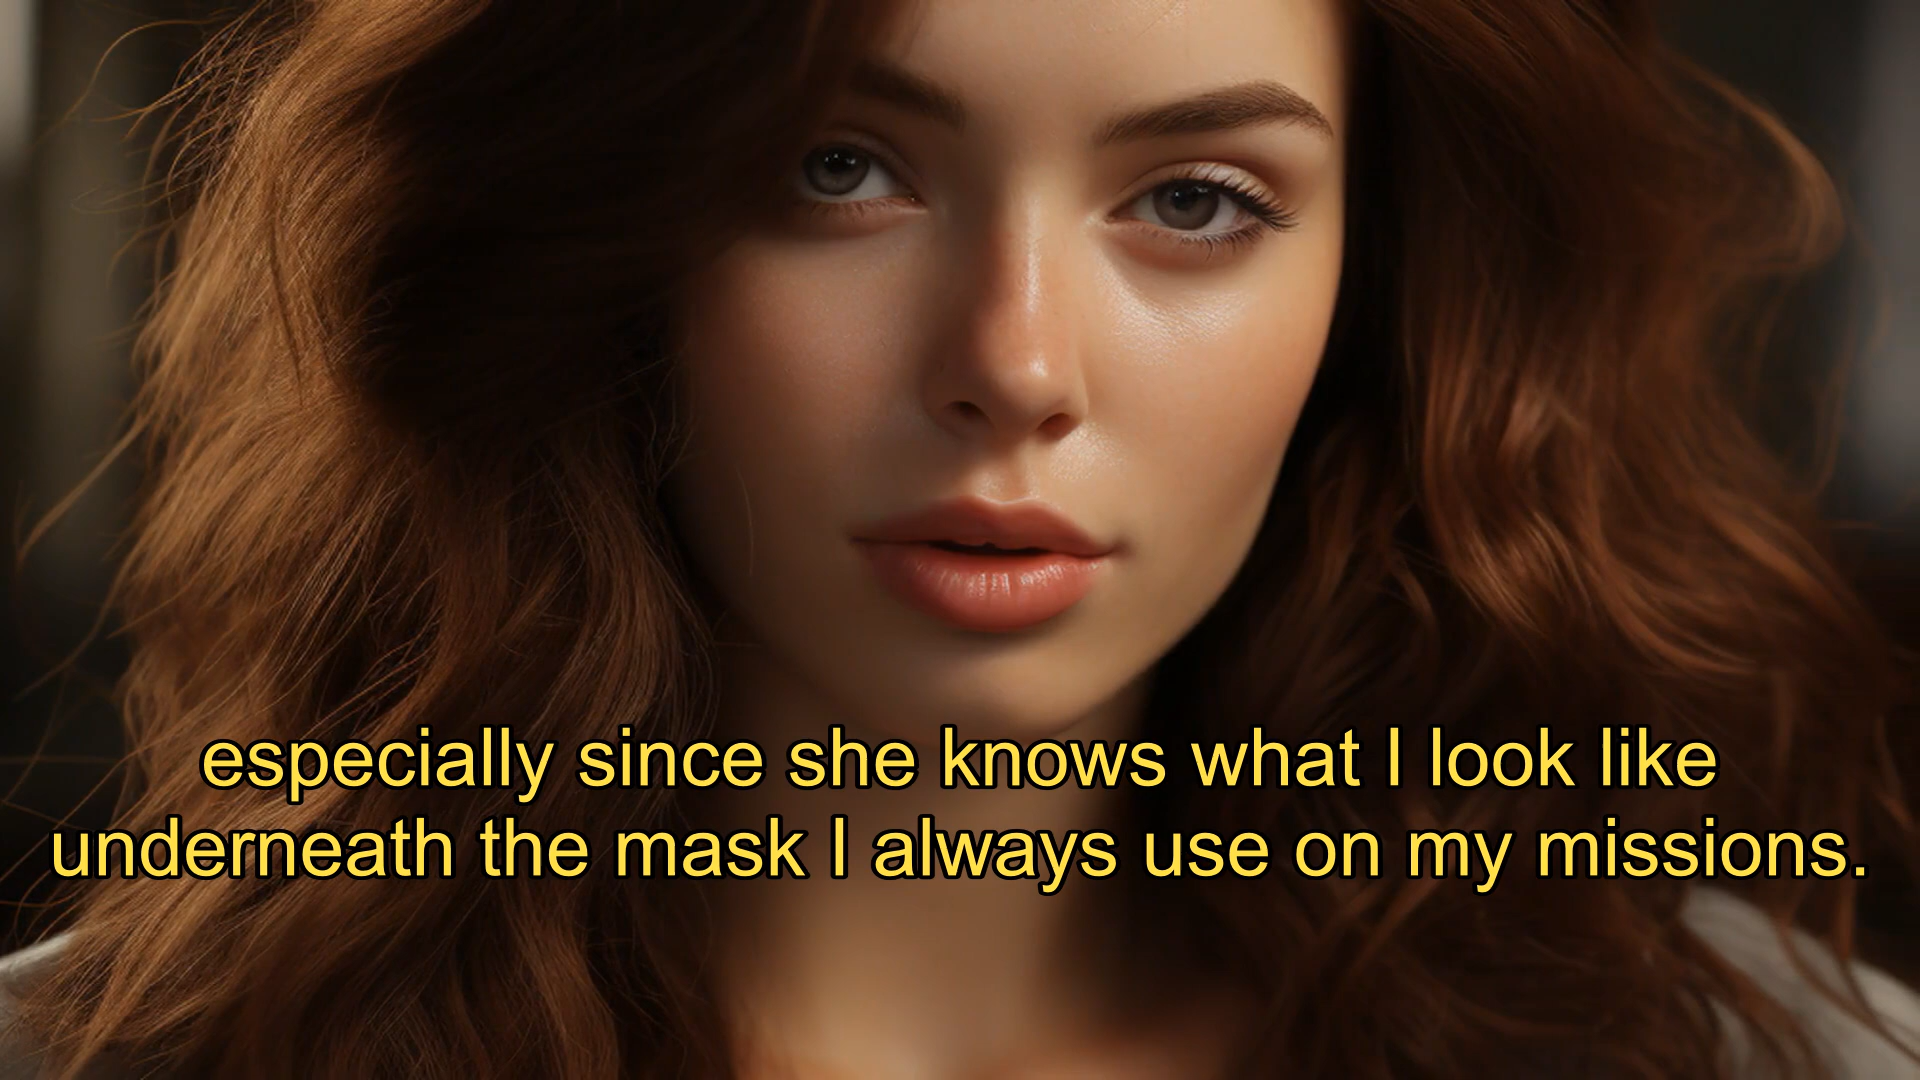 especially since she knows what I look like
underneath the mask I always use on my missions.